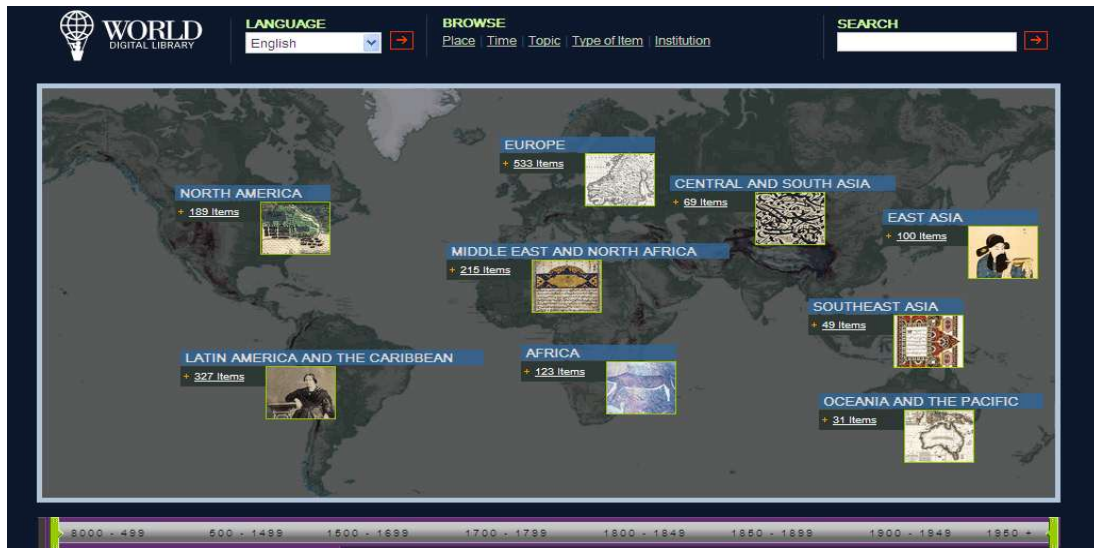 WORLD
DIGITAL LIBRARY
LANGUAGE
English
BROWSE
Place | Time | Topic | Type of Item | Institution
SEARCH
EUROPE
+ 533 Items
CENTRAL AND SOUTH ASIA
+ 69 Items
NORTH AMERICA
+ 189 Items
EAST ASIA
+ 100 Items
MIDDLE EAST AND NORTH AFRICA
+ 215 Items
SOUTHEAST ASIA
+ 49 Items
LATIN AMERICA AND THE CARIBBEAN
+ 327 Items
AFRICA
+ 123 Items
OCEANIA AND THE PACIFIC
+ 31 Items
8000 - 499 500 - 1499 1500 - 1699 1700 - 1799 1800 - 1849 1850 - 1899 1900 - 1949 1950 +